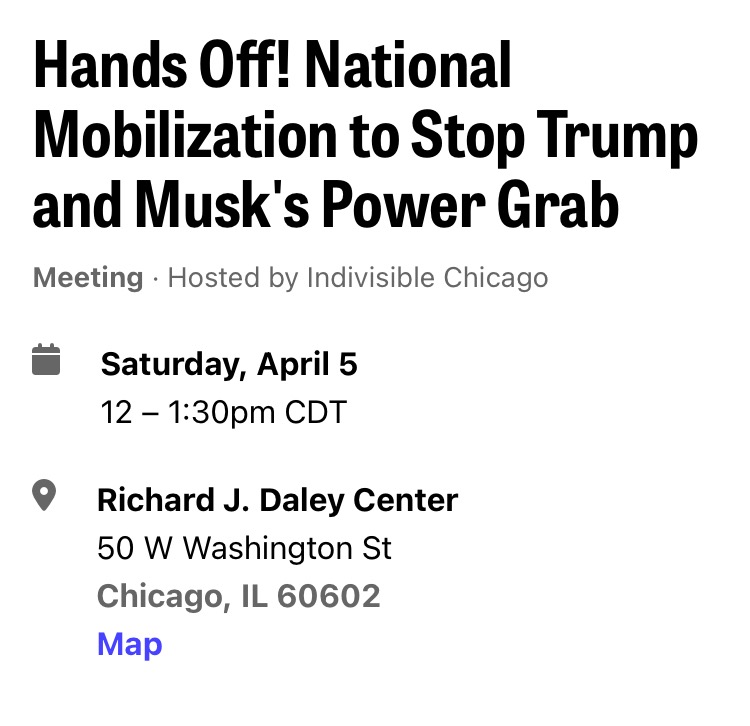 Hands Off! National
Mobilization to Stop Trump
and Musk's Power Grab
Meeting · Hosted by Indivisible Chicago
Saturday, April 5
12 – 1:30pm CDT
Richard J. Daley Center
50 W Washington St
Chicago, IL 60602
Map